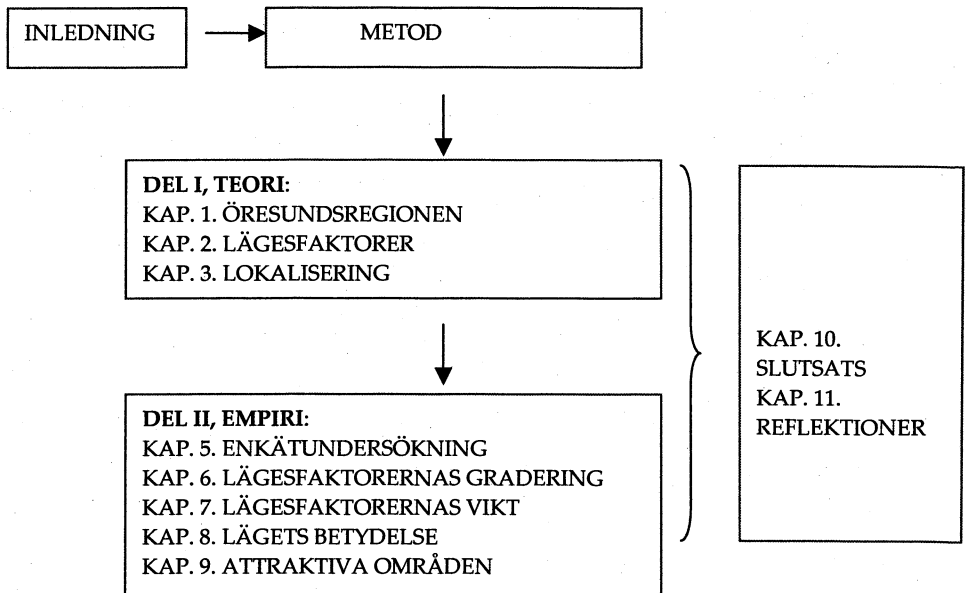 INLEDNING
METOD
DEL I, TEORI:
KAP. 1. ÖRESUNDSREGIONEN
KAP. 2. LÄGESFAKTORER
KAP. 3. LOKALISERING
DEL II, EMPIRI:
KAP. 5. ENKÄTUNDERSÖKNING
KAP. 6. LÄGESFAKTORERNAS GRADERING
KAP. 7. LÄGESFAKTORERNAS VIKT
KAP. 8. LÄGETS BETYDELSE
KAP. 9. ATTRAKTIVA OMRÅDEN
KAP. 10.
SLUTSATS
KAP. 11.
REFLEKTIONER